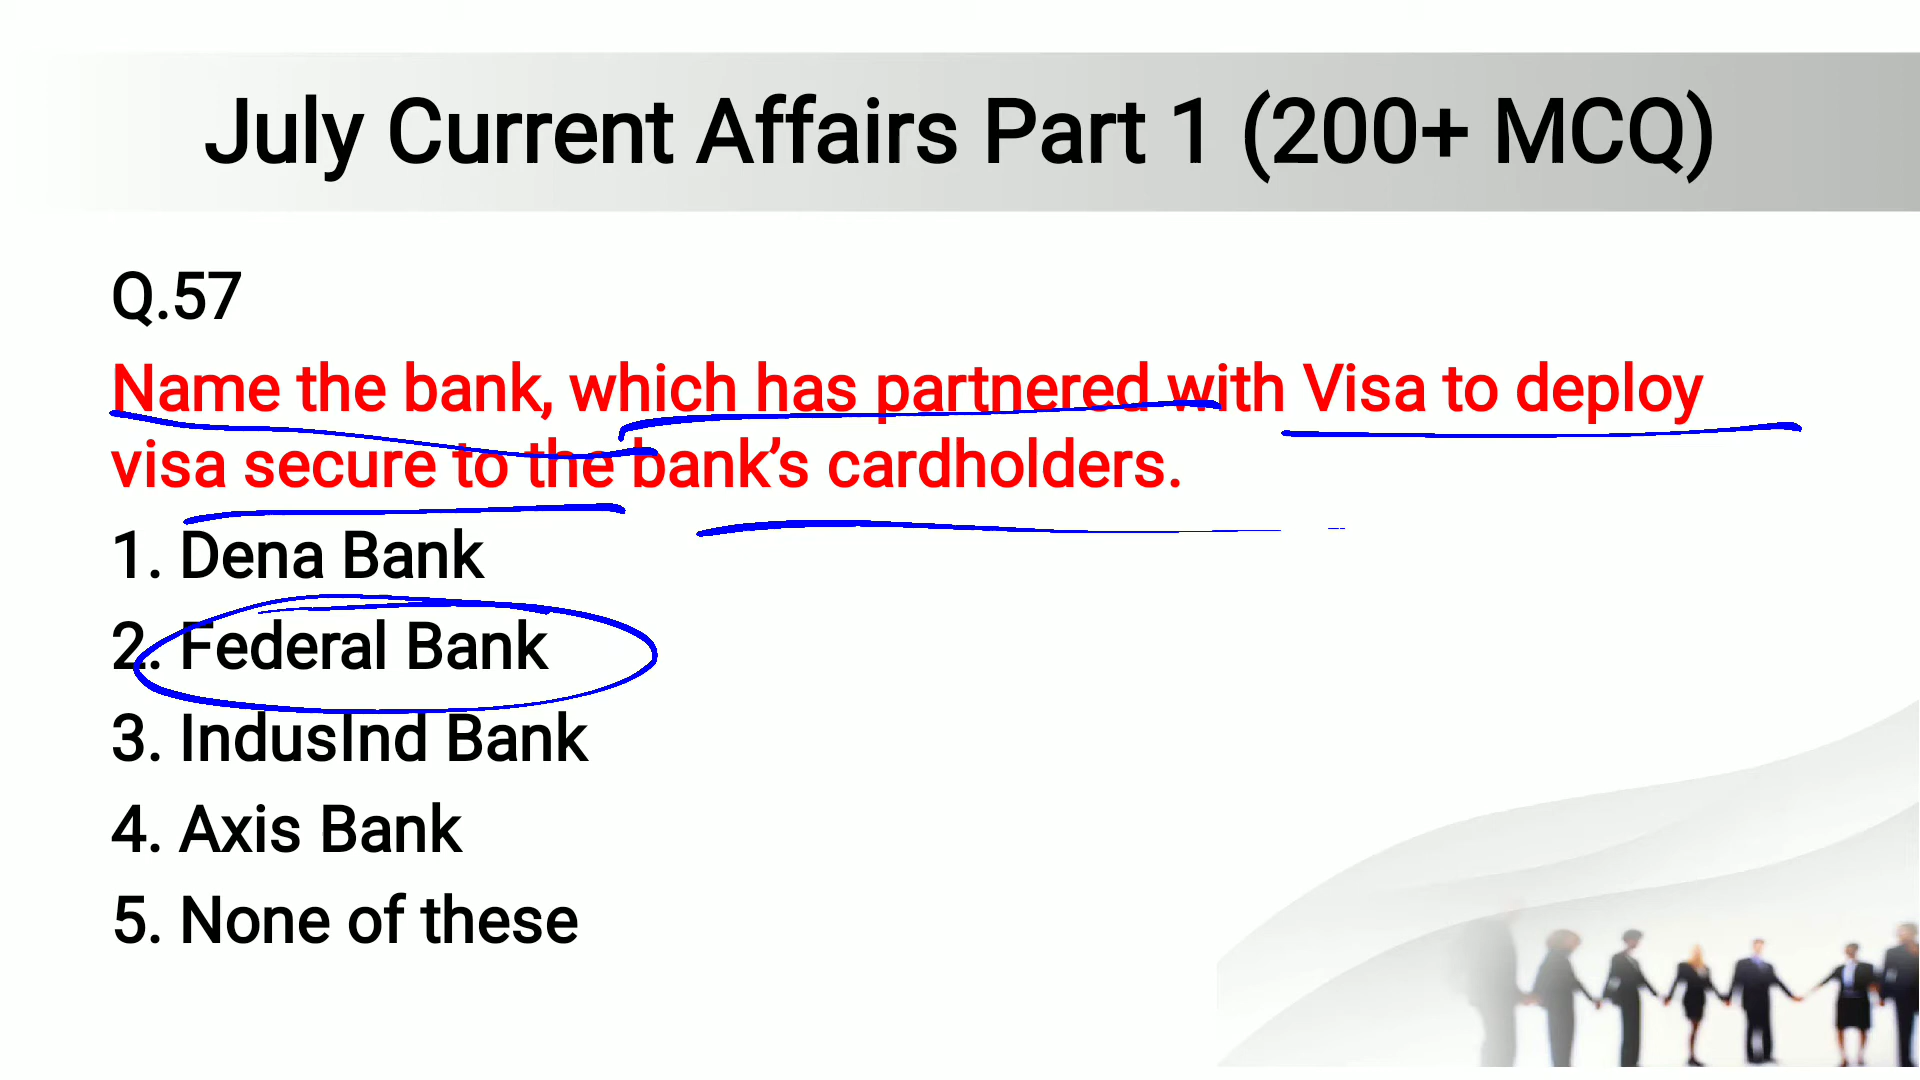 July Current Affairs Part 1 (200+ MCQ)
Q.57
Name the bank, which has partnered with Visa to deploy
visa secure to the bank’s cardholders.
1. Dena Bank
2. Federal Bank
3. IndusInd Bank
4. Axis Bank
5. None of these